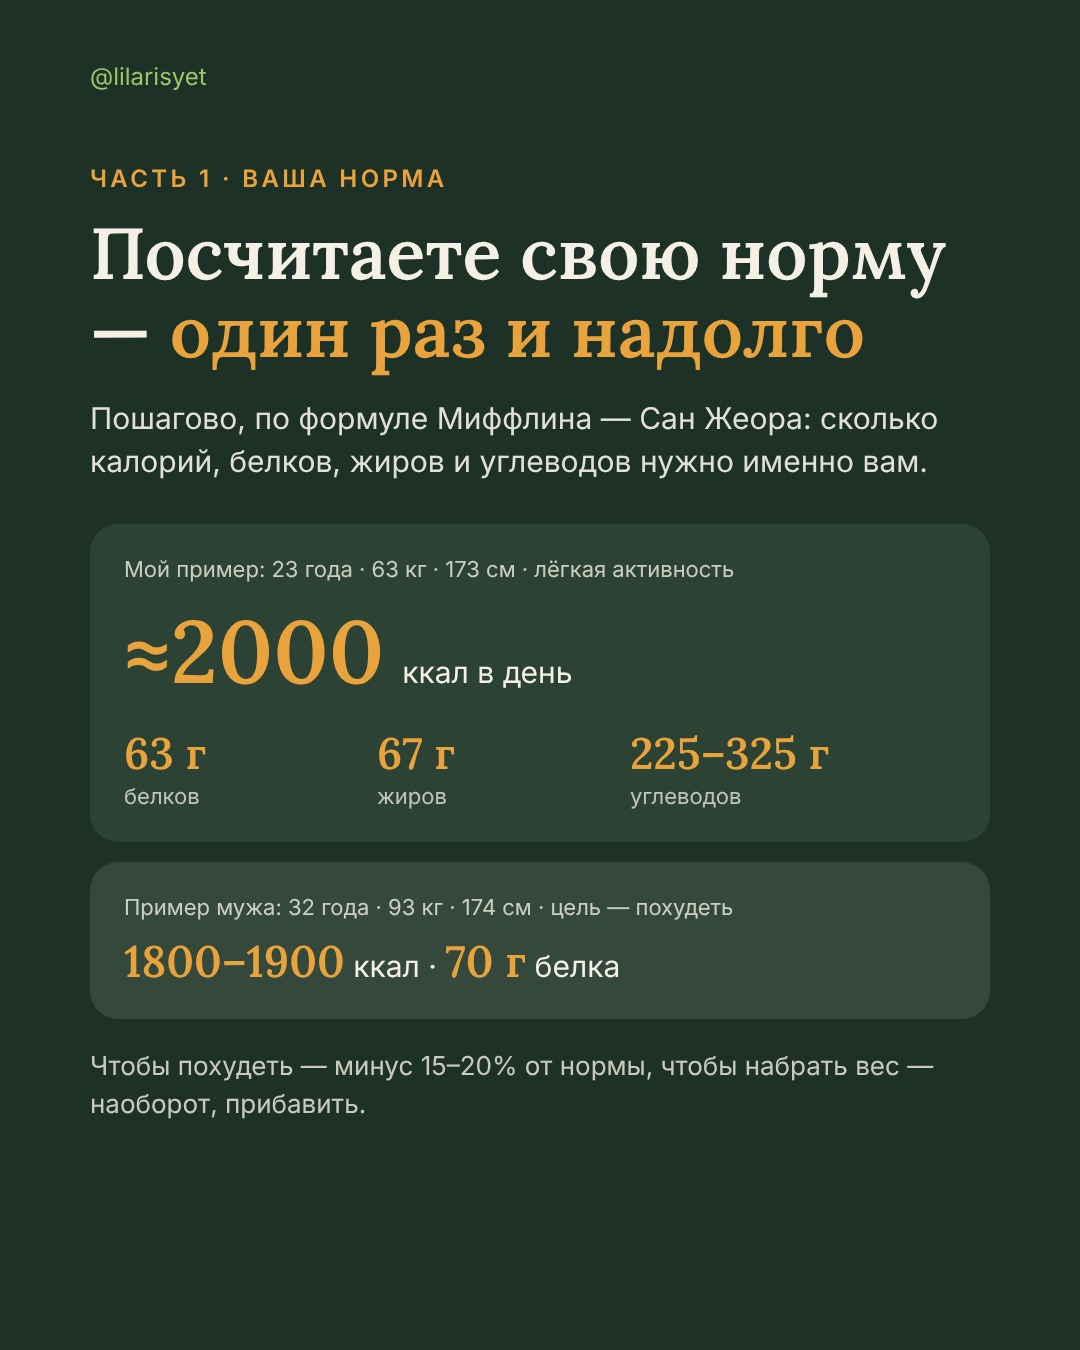 @lilarisyet
ЧАСТЬ 1 · ВАША НОРМА
Посчитаете свою норму
— один раз и надолго
Пошагово, по формуле Миффлина — Сан Жеора: сколько
калорий, белков, жиров и углеводов нужно именно вам.
Мой пример: 23 года · 63 кг · 173 см · лёгкая активность
≈2000 ккал в день
63 г 67 г 225–325 г
белков жиров углеводов
Пример мужа: 32 года · 93 кг · 174 см · цель — похудеть
1800–1900 ккал · 70 г белка
Чтобы похудеть — минус 15–20% от нормы, чтобы набрать вес —
наоборот, прибавить.